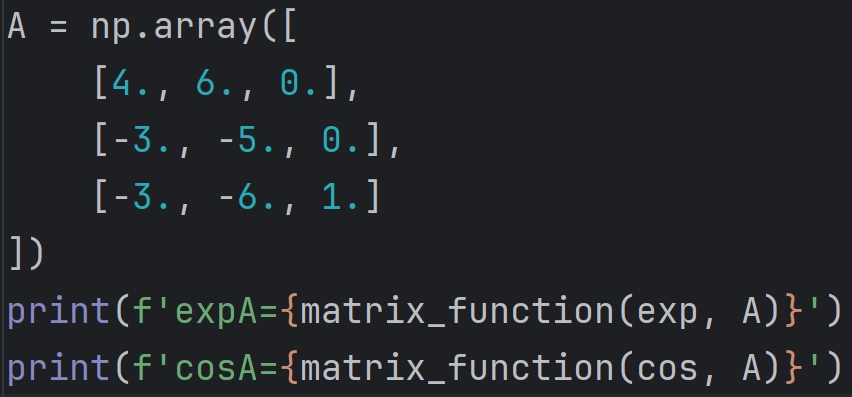 A = np.array([
    [4., 6., 0.],
    [-3., -5., 0.],
    [-3., -6., 1.]
])
print(f'expA={matrix_function(exp, A)}')
print(f'cosA={matrix_function(cos, A)}')